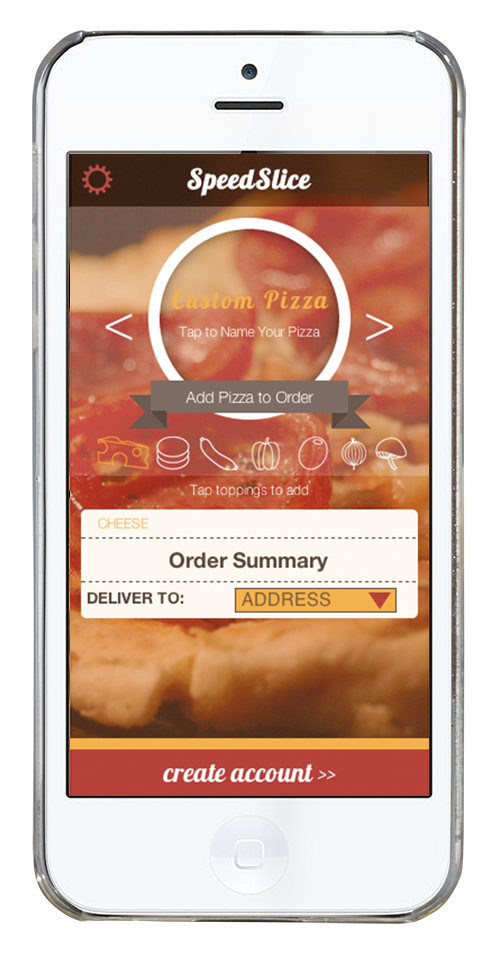 SpeedSlice
Custom Pizza
Tap to Name Your Pizza
< >
Add Pizza to Order
Tap toppings to add
CHEESE
Order Summary
DELIVER TO: ADDRESS
create account >>